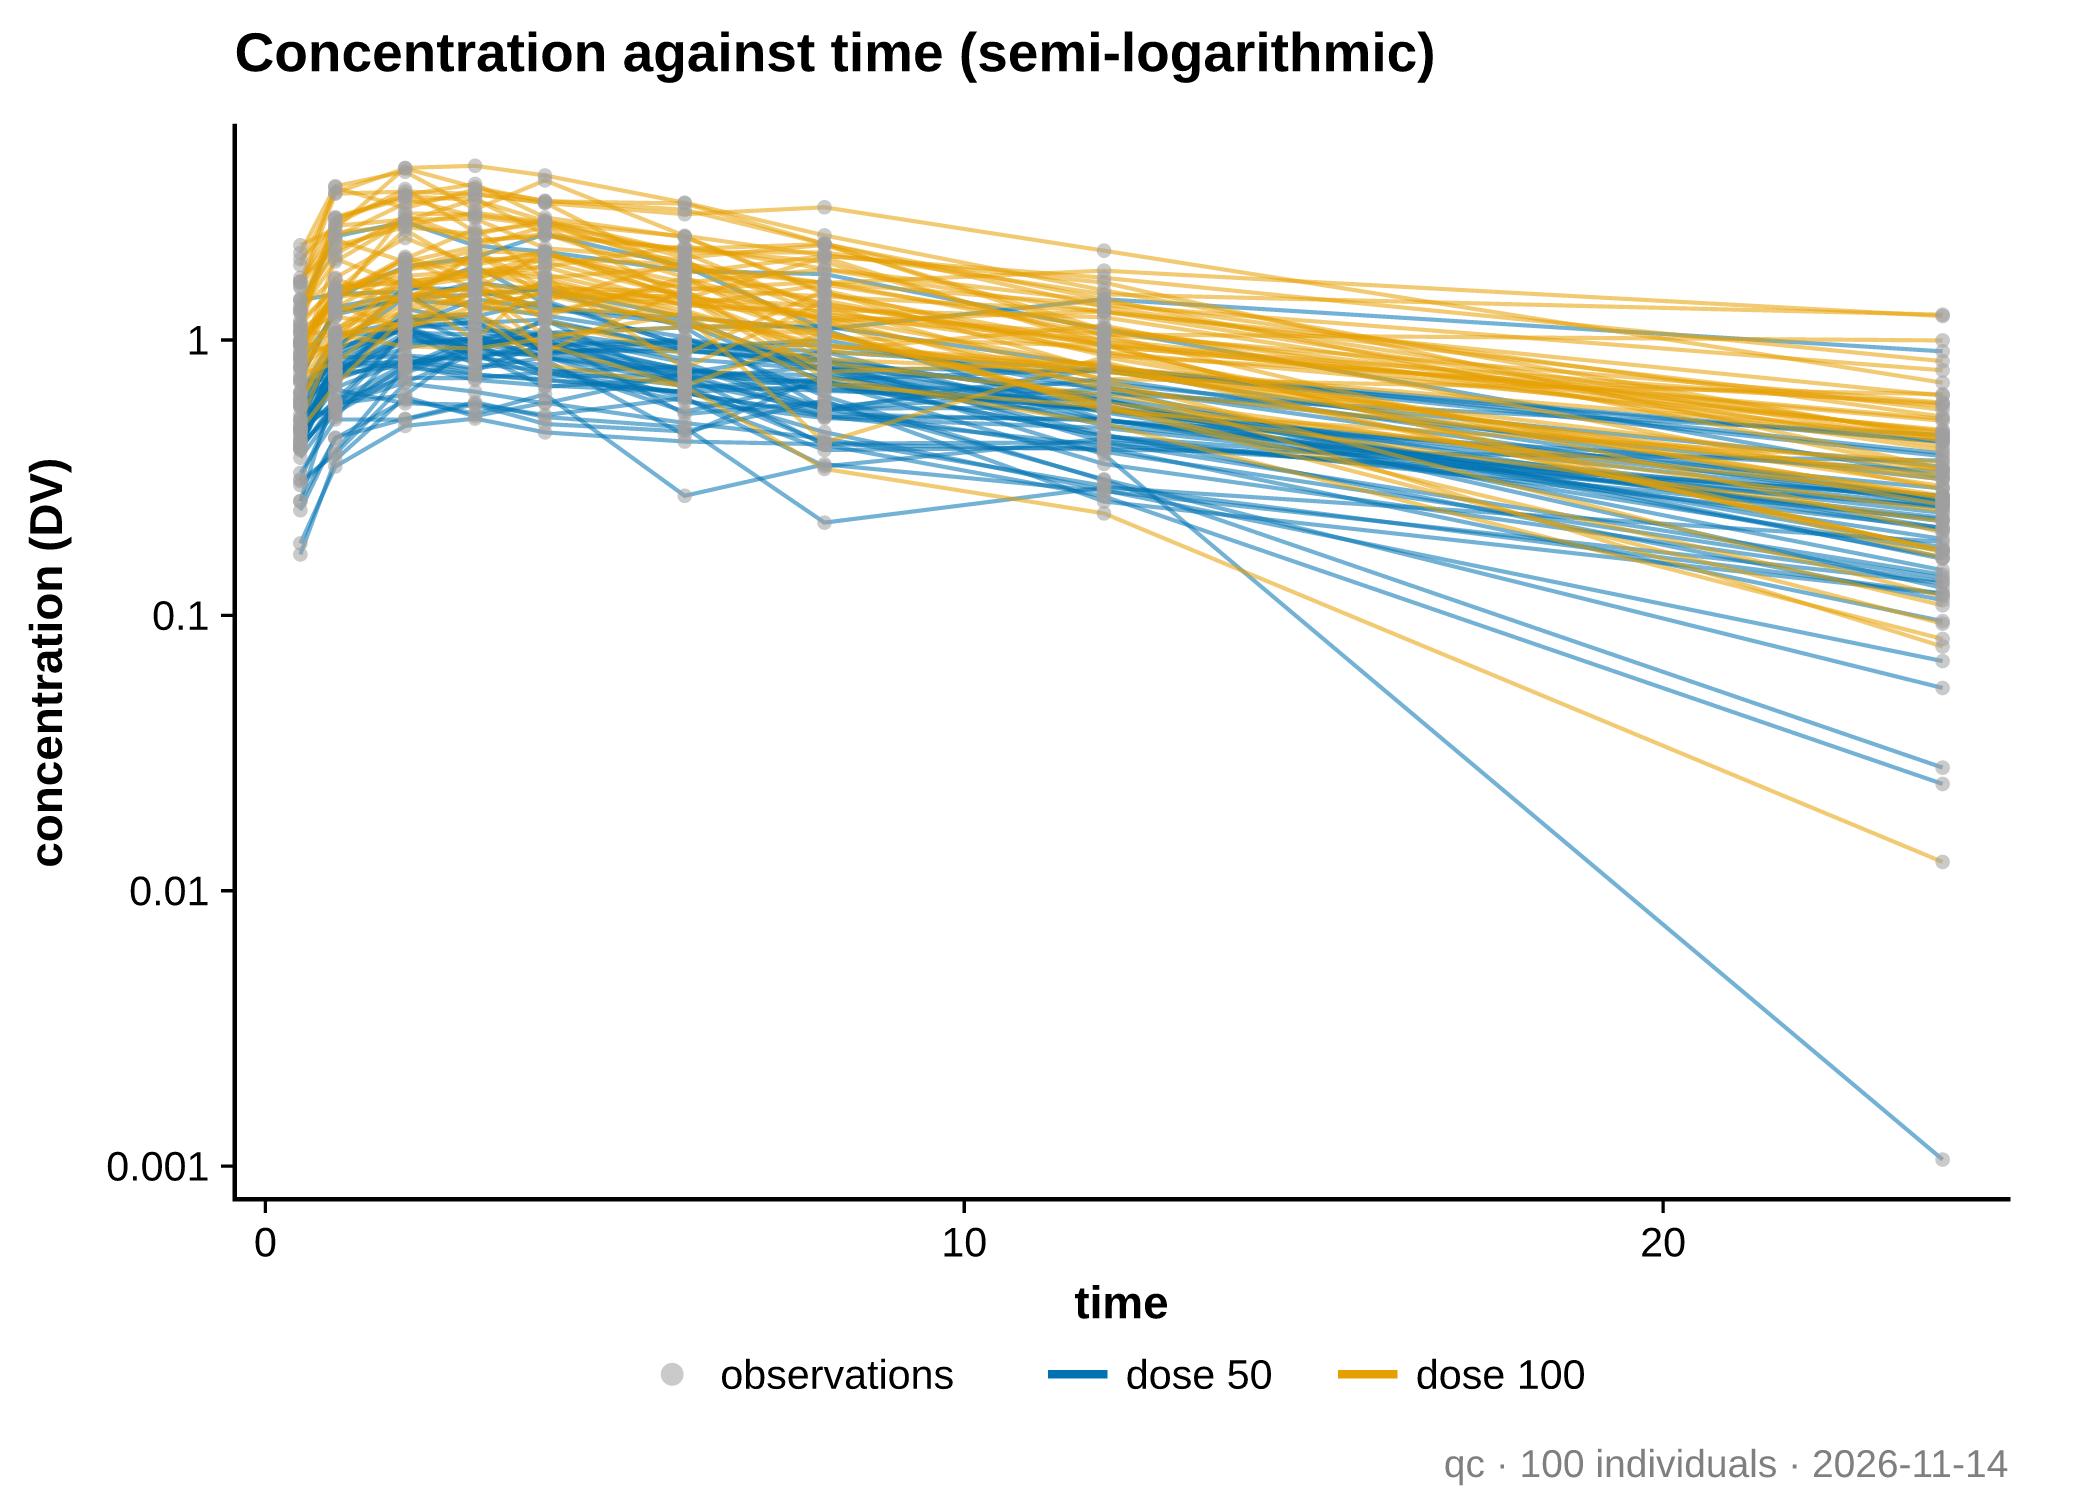 Concentration against time (semi-logarithmic)
concentration (DV)
1
0.1
0.01
0.001
0 10 20
time
observations dose 50 dose 100
qc · 100 individuals · 2026-11-14